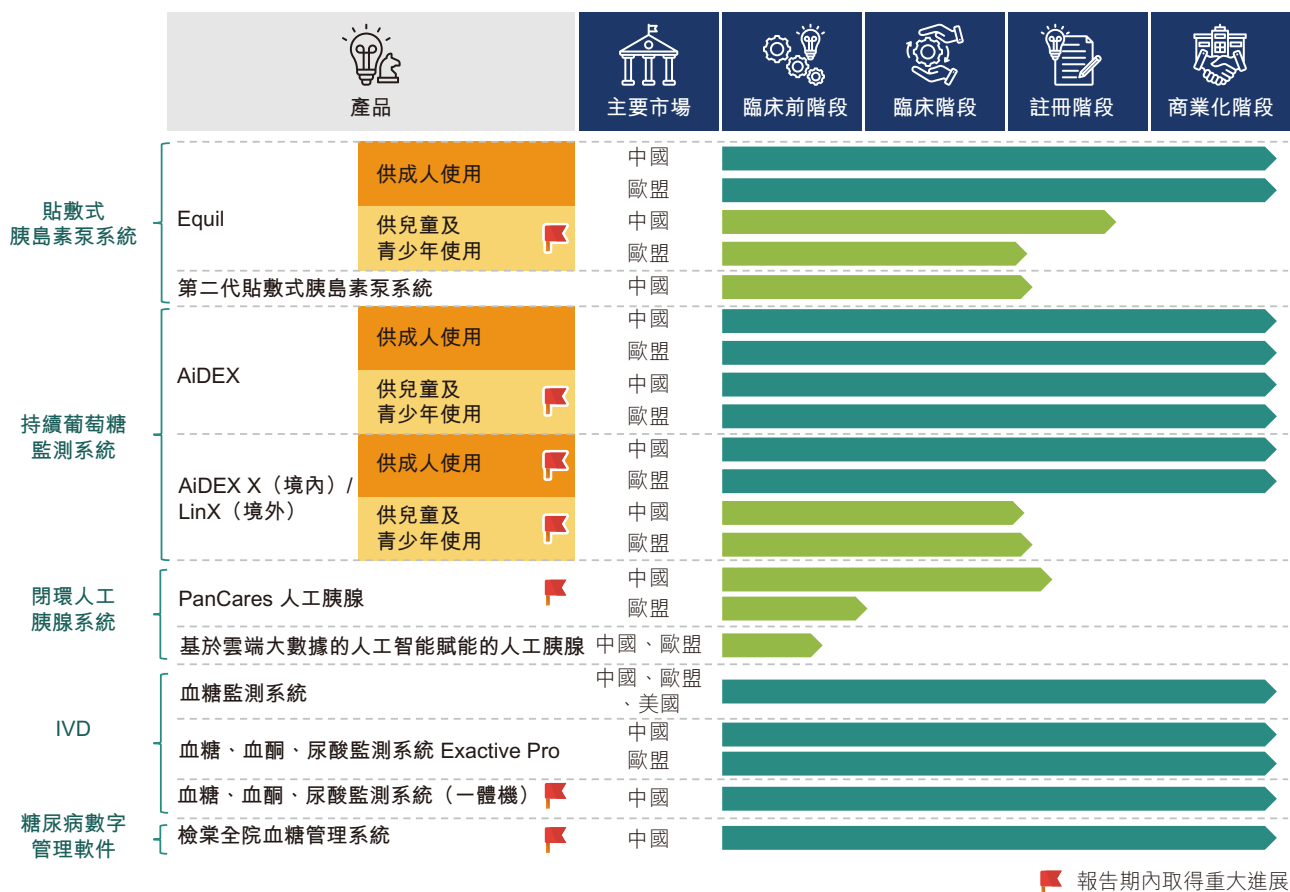 產品
主要市場
臨床前階段
臨床階段
註冊階段
商業化階段
貼敷式
胰島素泵系統
Equil
供成人使用
中國
歐盟
供兒童及
青少年使用
中國
歐盟
第二代貼敷式胰島素泵系統
中國
持續葡萄糖
監測系統
AiDEX
供成人使用
中國
歐盟
供兒童及
青少年使用
中國
歐盟
AiDEX X（境內）/
LinX（境外）
供成人使用
中國
歐盟
供兒童及
青少年使用
中國
歐盟
閉環人工
胰腺系統
PanCares 人工胰腺
中國
歐盟
基於雲端大數據的人工智能賦能的人工胰腺
中國、歐盟
IVD
血糖監測系統
中國、歐盟
、美國
血糖、血酮、尿酸監測系統 Exactive Pro
中國
歐盟
血糖、血酮、尿酸監測系統（一體機）
中國
糖尿病數字
管理軟件
檢棠全院血糖管理系統
中國
報告期內取得重大進展